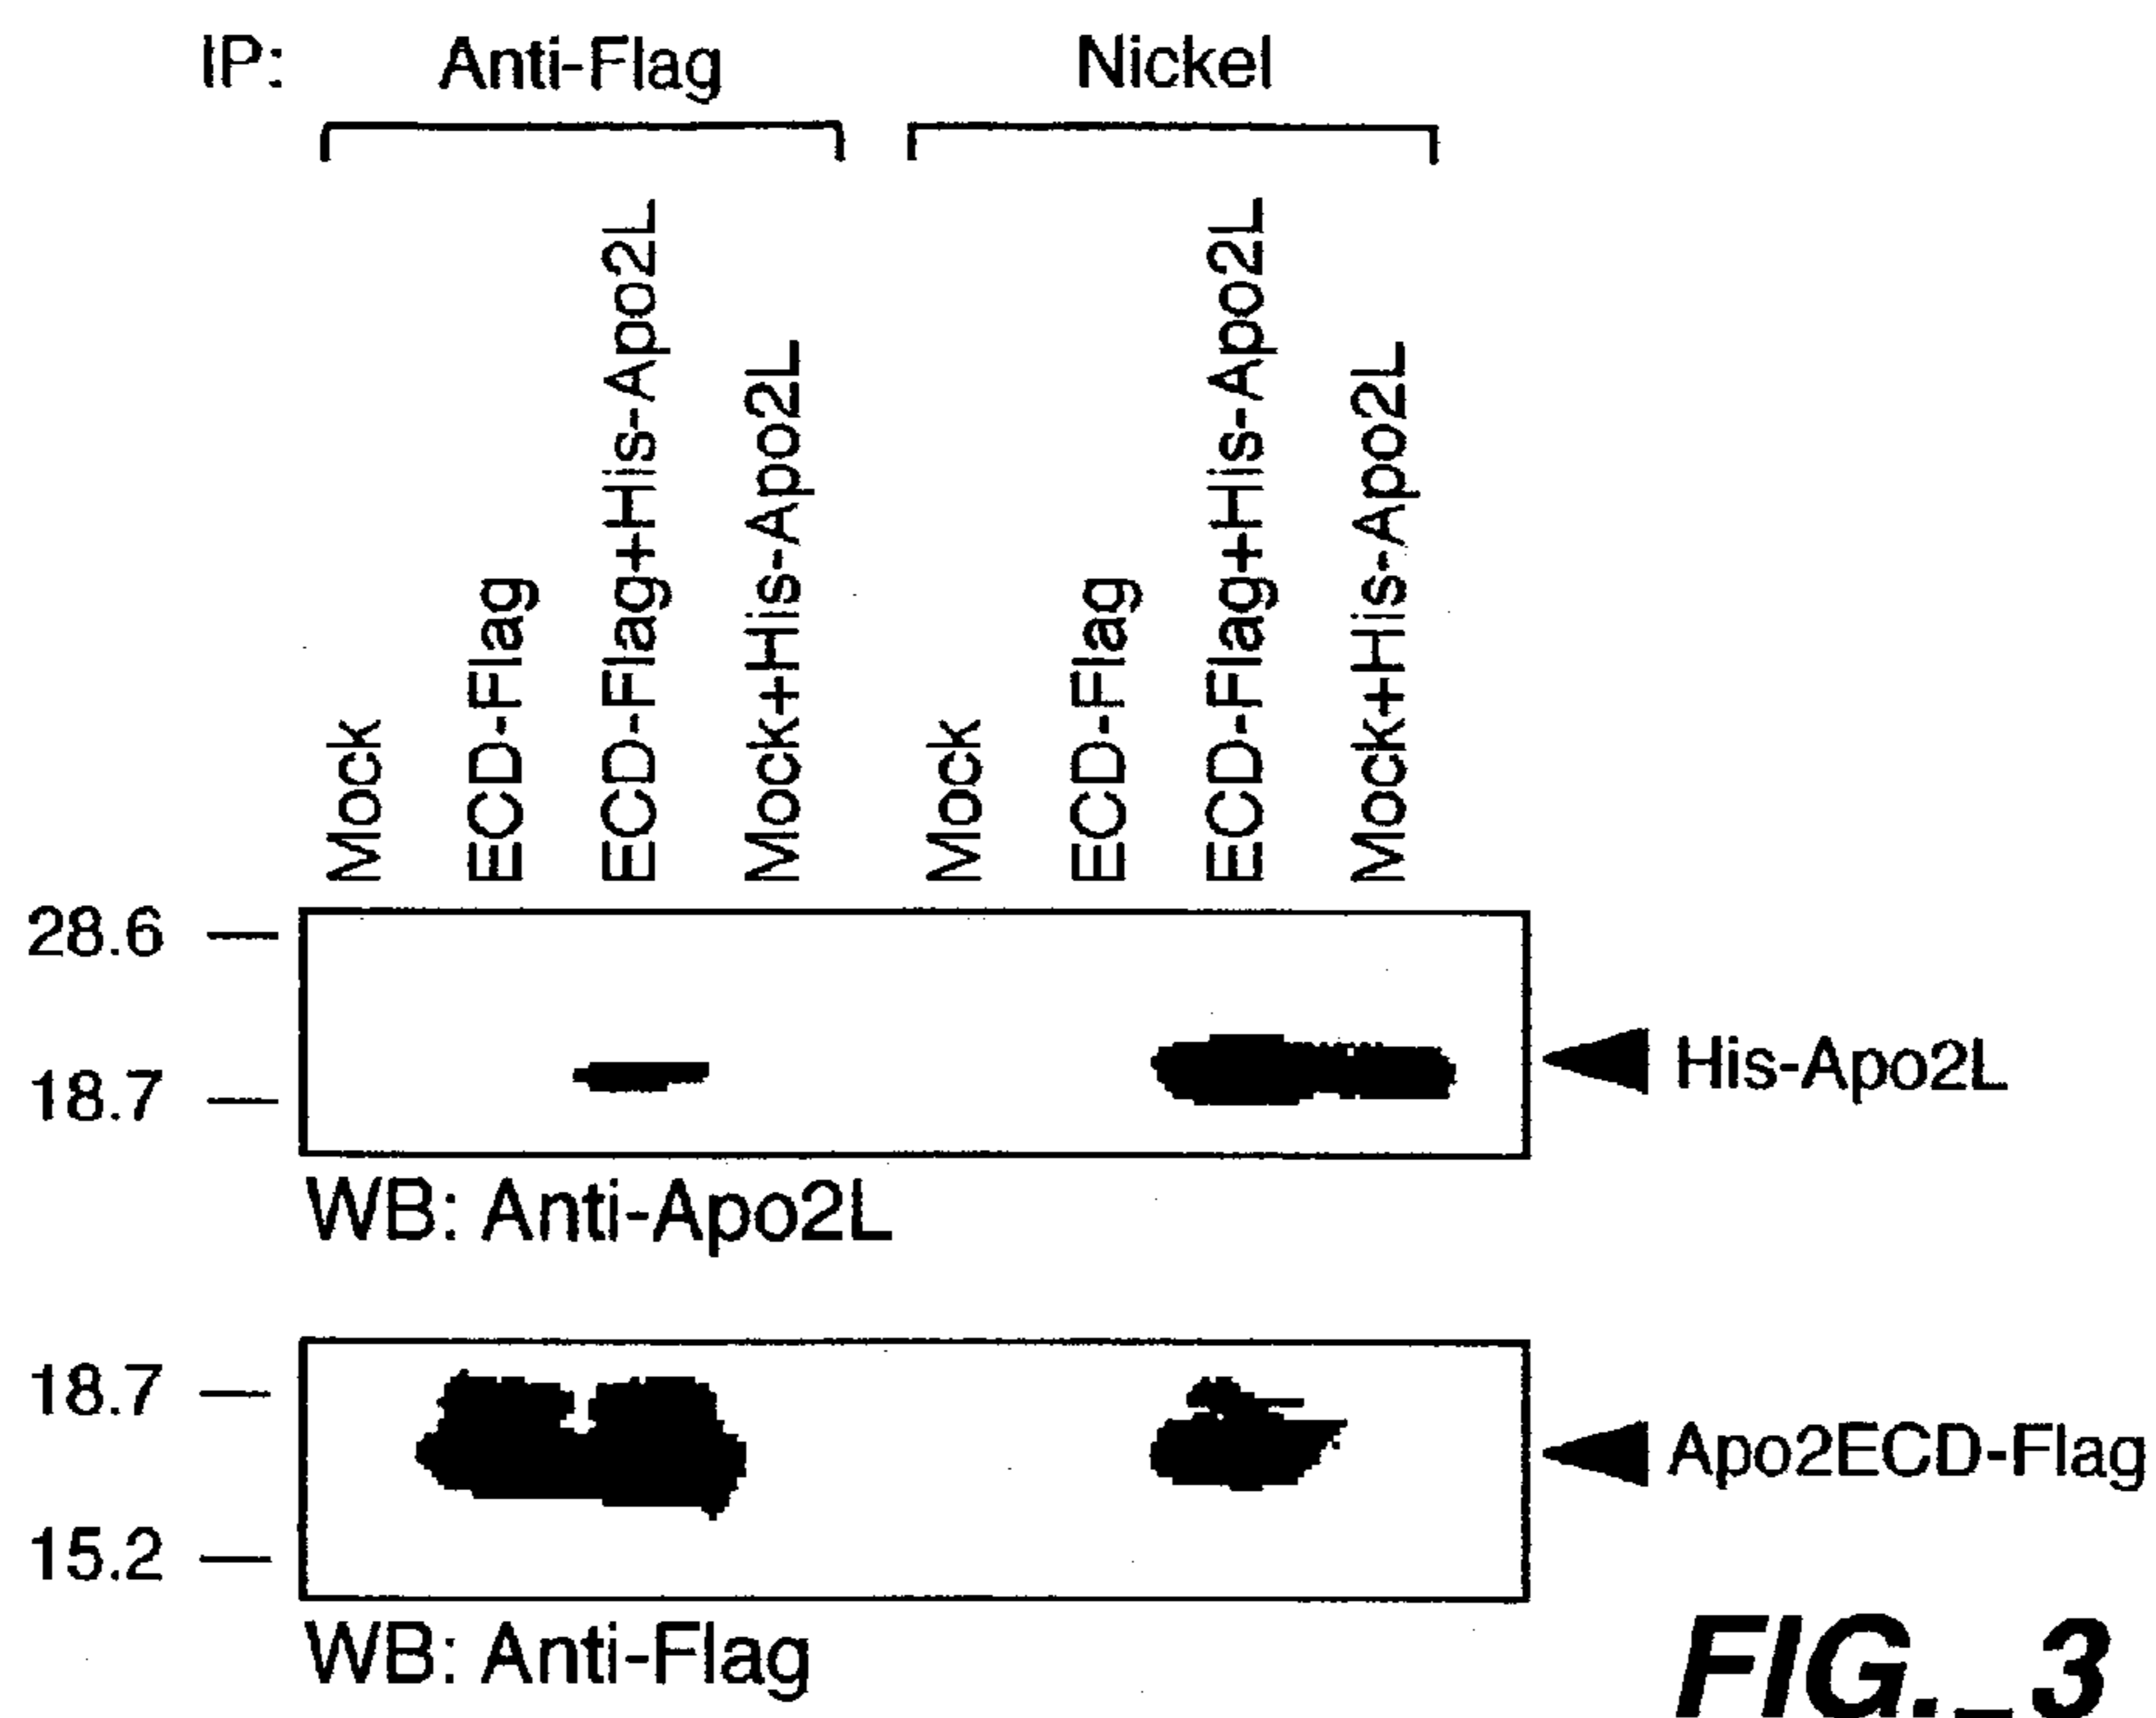 IP: Anti-Flag Nickel
Mock
ECD-Flag
ECD-Flag+His-Apo2L
Mock+His-Apo2L
Mock
ECD-Flag
ECD-Flag+His-Apo2L
Mock+His-Apo2L
28.6
18.7
His-Apo2L
WB: Anti-Apo2L
18.7
Apo2ECD-Flag
15.2
WB: Anti-Flag
FIG._3